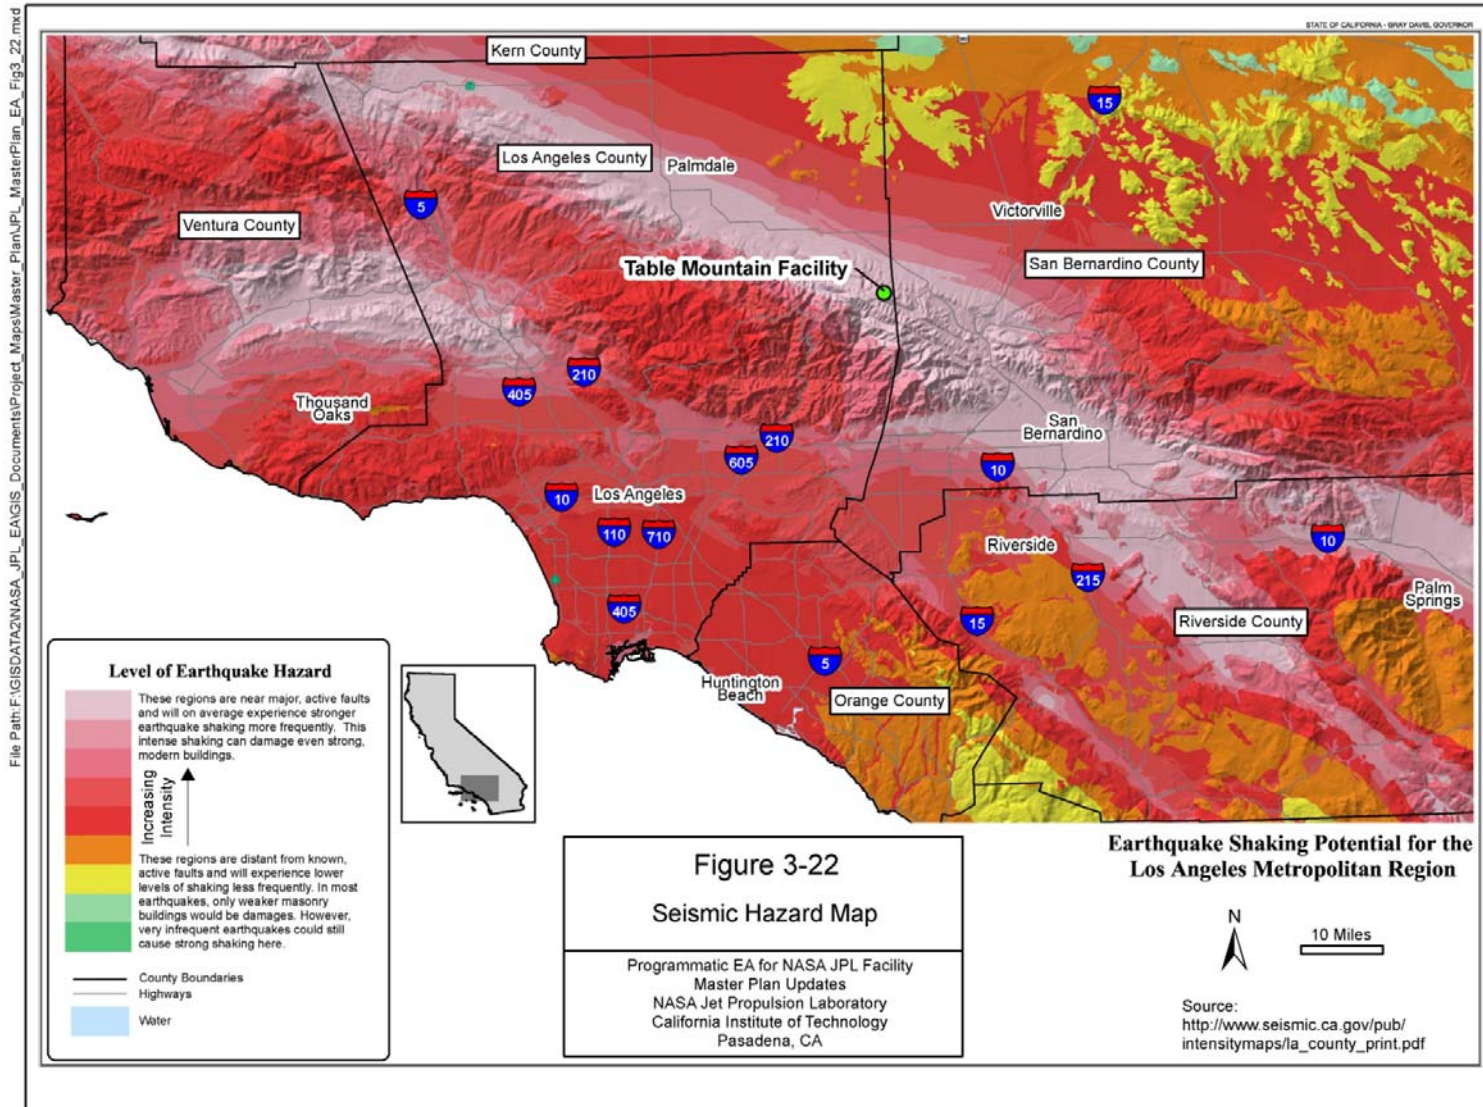 File Path: F:\GISDATA2\NASA_JPL_EA\GIS_Documents\Project_Maps\Master_Plan\JPL_MasterPlan_EA_Fig3_22.mxd
STATE OF CALIFORNIA - GRAY DAVIS, GOVERNOR
Kern County
15
Los Angeles County
Palmdale
5
Ventura County
Victorville
San Bernardino County
Table Mountain Facility
210
405
Thousand
Oaks
San
Bernardino
210
605
10
10
Los Angeles
110
710
Riverside
10
215
Palm
Springs
405
15
Riverside County
5
Huntington
Beach
Orange County
Level of Earthquake Hazard
These regions are near major, active faults
and will on average experience stronger
earthquake shaking more frequently. This
intense shaking can damage even strong,
modern buildings.
Increasing
Intensity
These regions are distant from known,
active faults and will experience lower
levels of shaking less frequently. In most
earthquakes, only weaker masonry
buildings would be damages. However,
very infrequent earthquakes could still
cause strong shaking here.
County Boundaries
Highways
Water
Figure 3-22
Seismic Hazard Map
Programmatic EA for NASA JPL Facility
Master Plan Updates
NASA Jet Propulsion Laboratory
California Institute of Technology
Pasadena, CA
Earthquake Shaking Potential for the
Los Angeles Metropolitan Region
N
10 Miles
Source:
http://www.seismic.ca.gov/pub/
intensitymaps/la_county_print.pdf